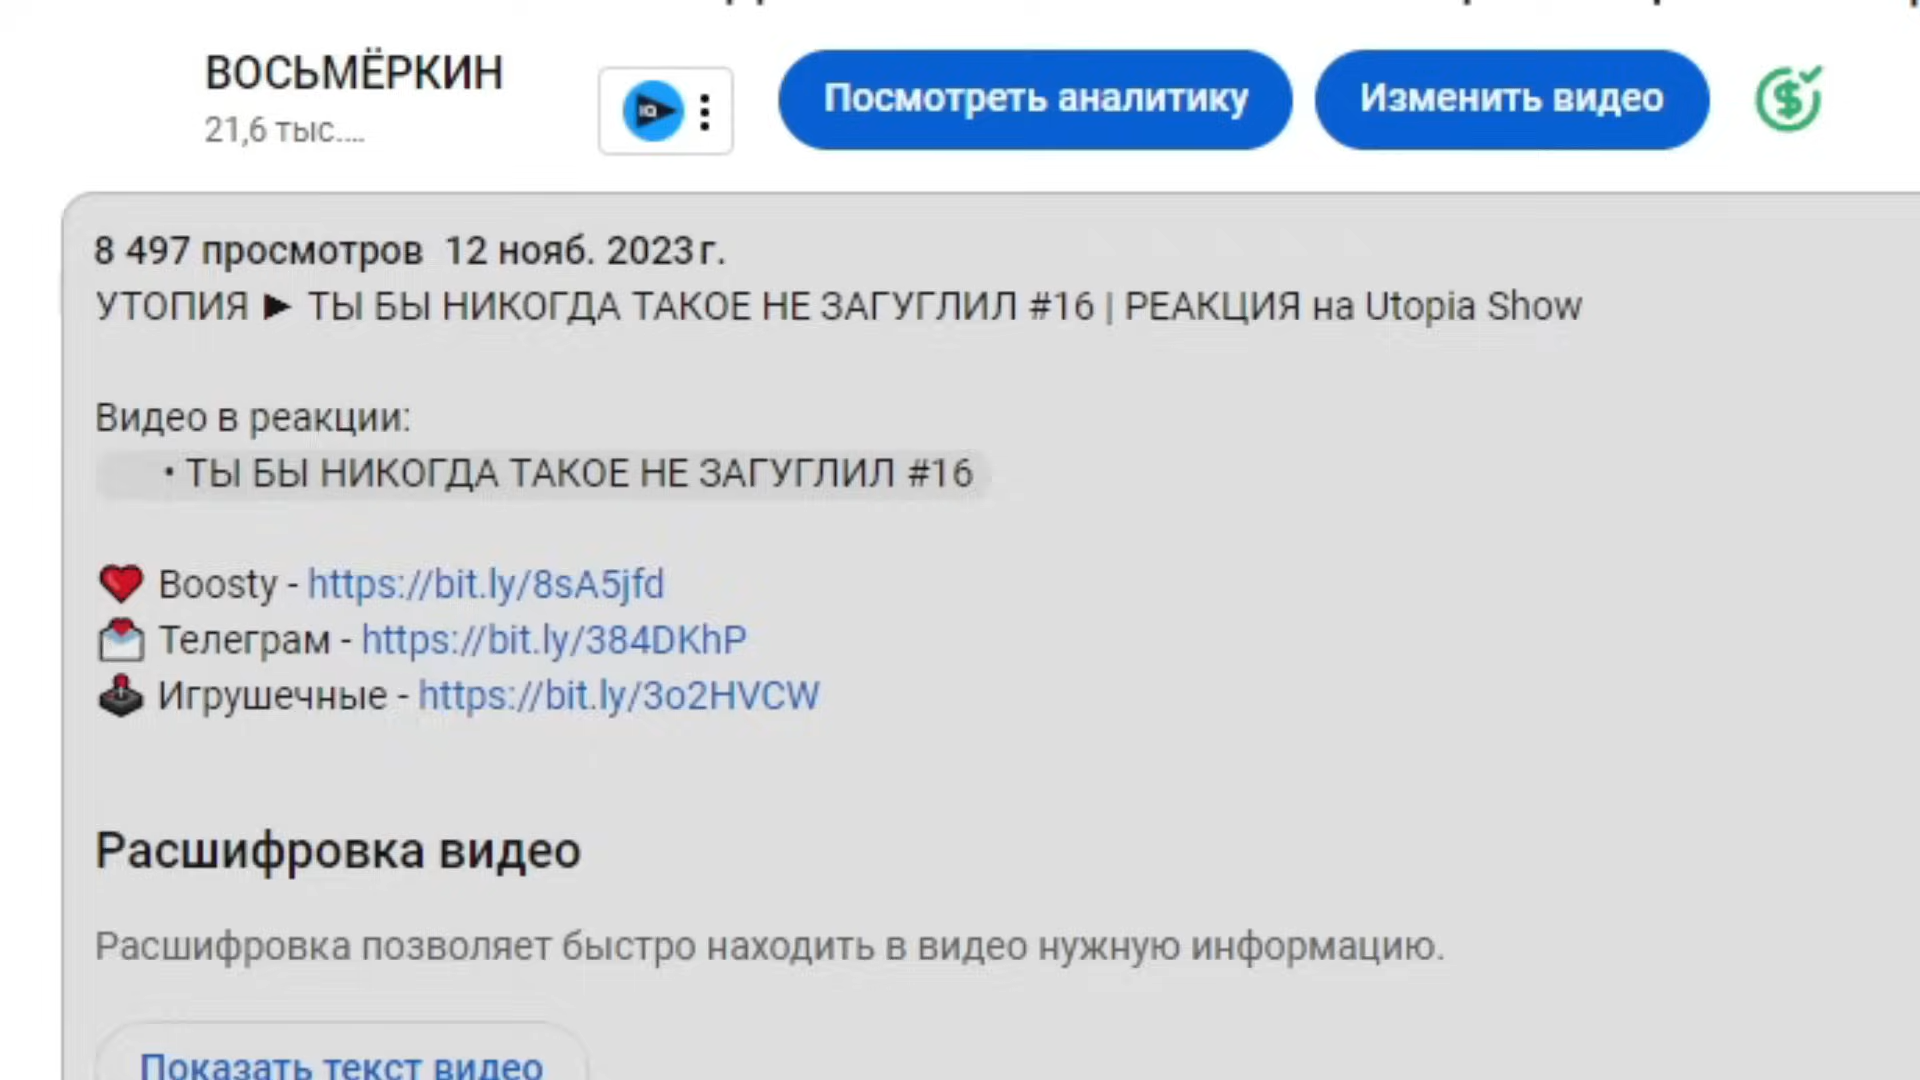 ВОСЬМЁРКИН
21,6 тыс....
IQ
Посмотреть аналитику
Изменить видео
8 497 просмотров 12 нояб. 2023 г.
УТОПИЯ ► ТЫ БЫ НИКОГДА ТАКОЕ НЕ ЗАГУГЛИЛ #16 | РЕАКЦИЯ на Utopia Show
Видео в реакции:
• ТЫ БЫ НИКОГДА ТАКОЕ НЕ ЗАГУГЛИЛ #16
❤️ Boosty - https://bit.ly/8sA5jfd
💌 Телеграм - https://bit.ly/384DKhP
🕹️ Игрушечные - https://bit.ly/3o2HVCW
Расшифровка видео
Расшифровка позволяет быстро находить в видео нужную информацию.
Показать текст видео